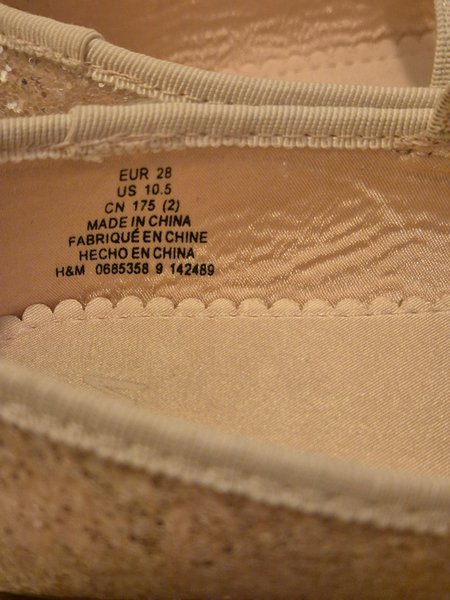 EUR 28
US 10.5
CN 175 (2)
MADE IN CHINA
FABRIQUÉ EN CHINE
HECHO EN CHINA
H&M 0685358 9 142489